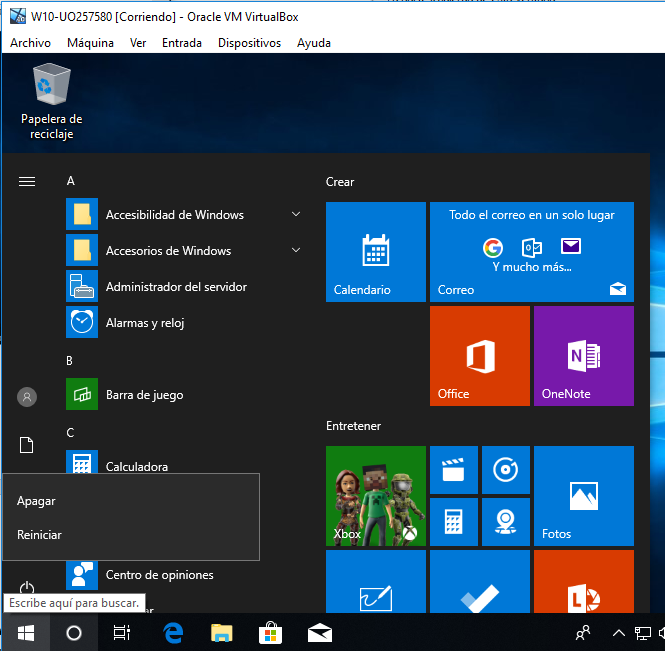 W10-UO257580 [Corriendo] - Oracle VM VirtualBox
Archivo Máquina Ver Entrada Dispositivos Ayuda
Papelera de
reciclaje
A
Accesibilidad de Windows
Accesorios de Windows
Administrador del servidor
Alarmas y reloj
B
Barra de juego
C
Calculadora
Apagar
Reiniciar
Centro de opiniones
Escribe aquí para buscar.
Crear
Calendario
Todo el correo en un solo lugar
Y mucho más...
Correo
Office
OneNote
Entretener
Xbox
Fotos